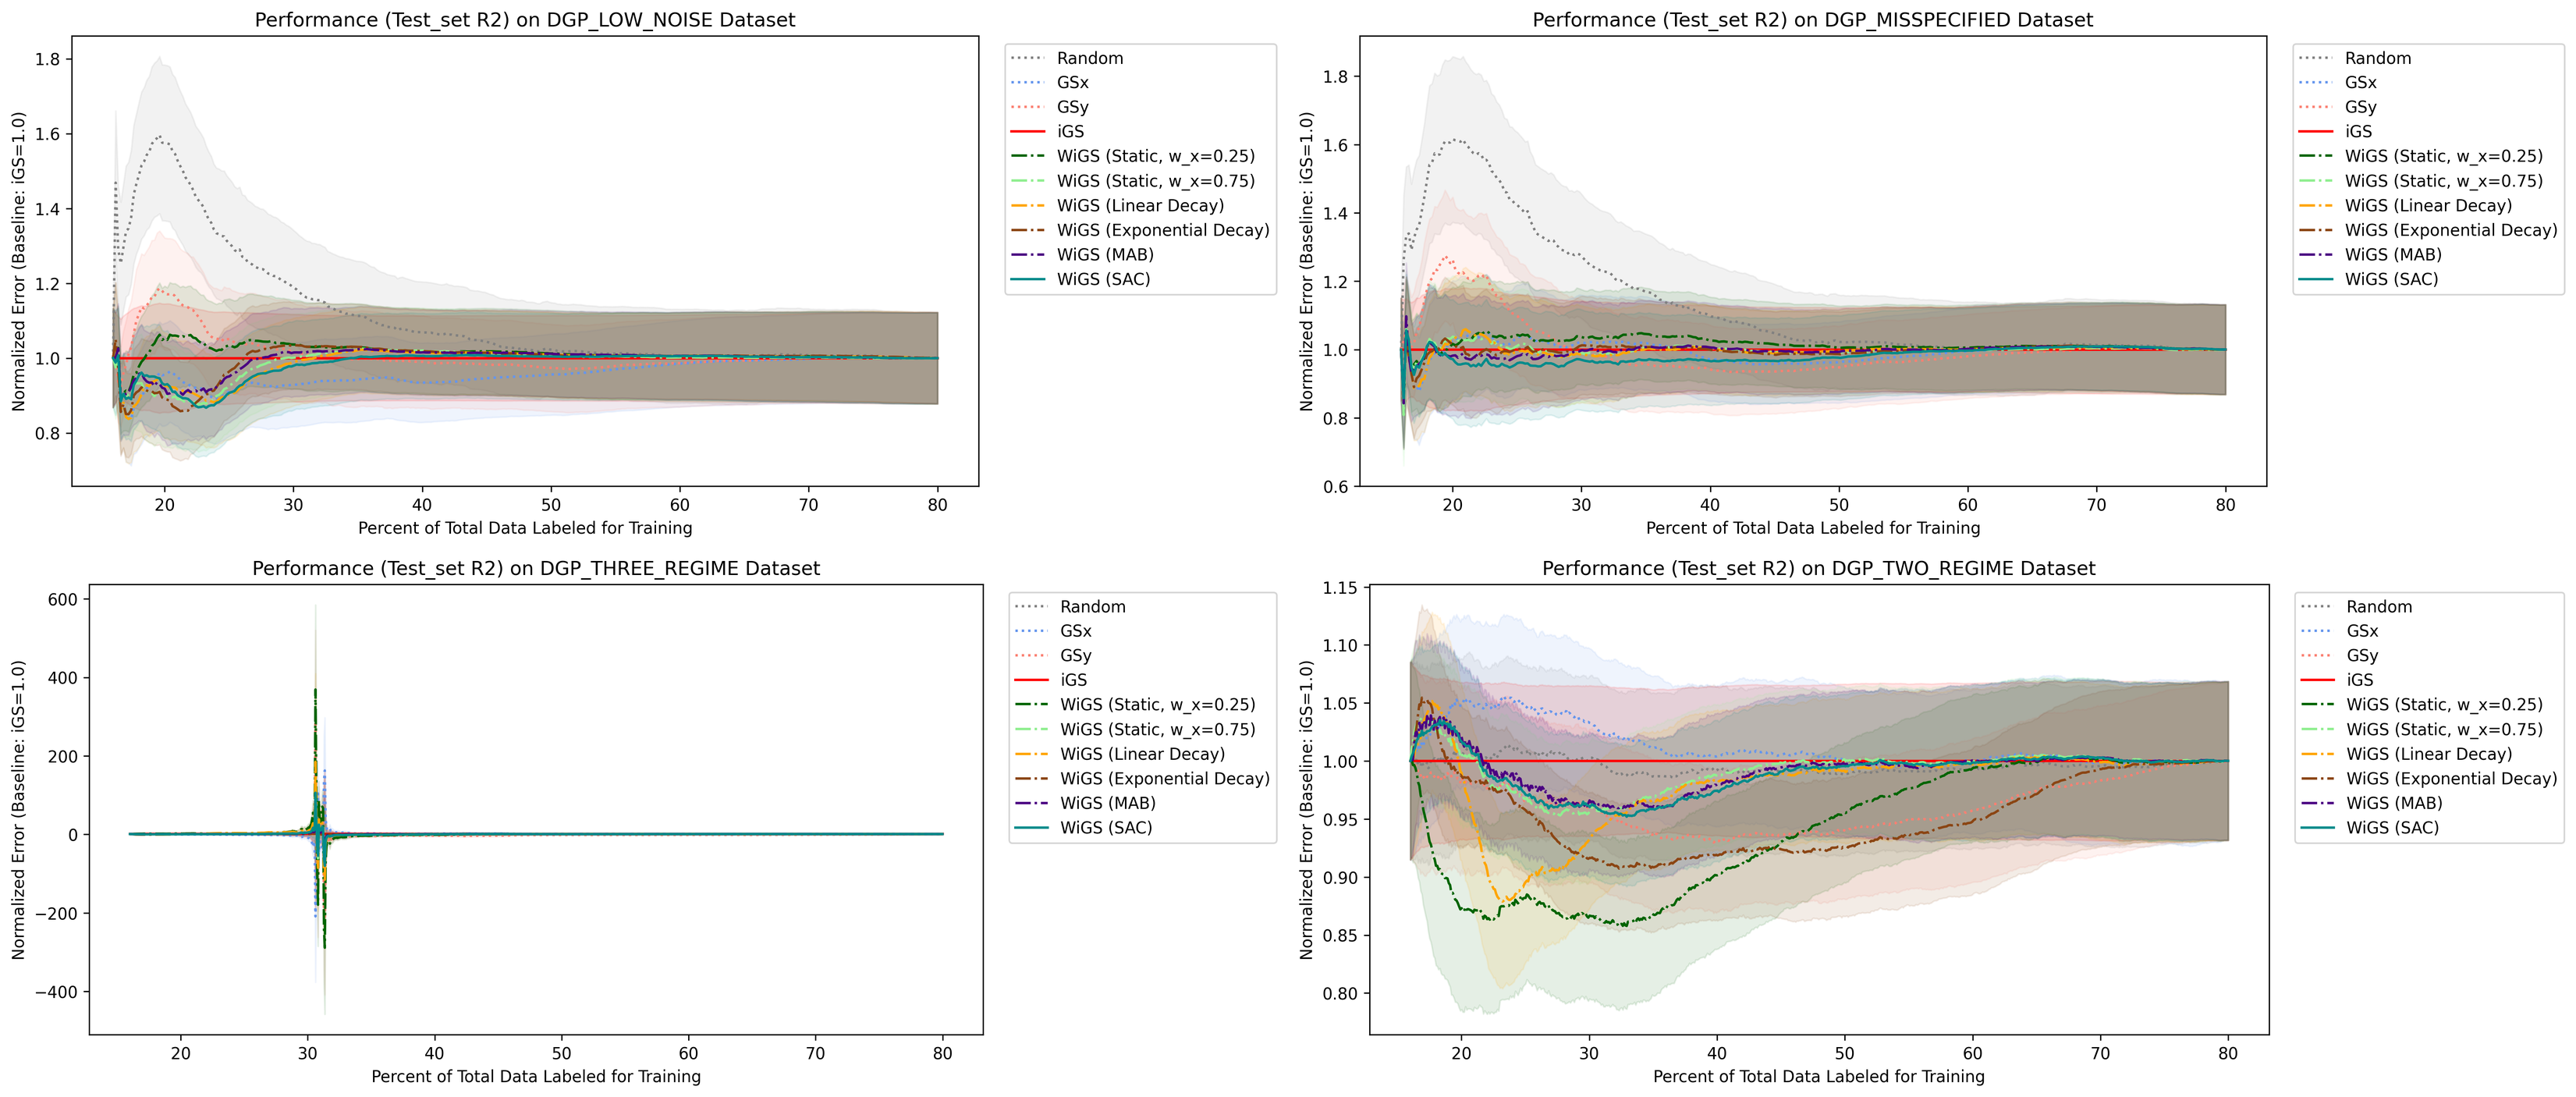 Performance (Test_set R2) on DGP_LOW_NOISE Dataset
Normalized Error (Baseline: iGS=1.0)
1.8
1.6
1.4
1.2
1.0
0.8
20 30 40 50 60 70 80
Percent of Total Data Labeled for Training
Random
GSx
GSy
iGS
WiGS (Static, w_x=0.25)
WiGS (Static, w_x=0.75)
WiGS (Linear Decay)
WiGS (Exponential Decay)
WiGS (MAB)
WiGS (SAC)
Performance (Test_set R2) on DGP_MISSPECIFIED Dataset
Normalized Error (Baseline: iGS=1.0)
1.8
1.6
1.4
1.2
1.0
0.8
0.6
20 30 40 50 60 70 80
Percent of Total Data Labeled for Training
Random
GSx
GSy
iGS
WiGS (Static, w_x=0.25)
WiGS (Static, w_x=0.75)
WiGS (Linear Decay)
WiGS (Exponential Decay)
WiGS (MAB)
WiGS (SAC)
Performance (Test_set R2) on DGP_THREE_REGIME Dataset
Normalized Error (Baseline: iGS=1.0)
600
400
200
0
−200
−400
20 30 40 50 60 70 80
Percent of Total Data Labeled for Training
Random
GSx
GSy
iGS
WiGS (Static, w_x=0.25)
WiGS (Static, w_x=0.75)
WiGS (Linear Decay)
WiGS (Exponential Decay)
WiGS (MAB)
WiGS (SAC)
Performance (Test_set R2) on DGP_TWO_REGIME Dataset
Normalized Error (Baseline: iGS=1.0)
1.15
1.10
1.05
1.00
0.95
0.90
0.85
0.80
20 30 40 50 60 70 80
Percent of Total Data Labeled for Training
Random
GSx
GSy
iGS
WiGS (Static, w_x=0.25)
WiGS (Static, w_x=0.75)
WiGS (Linear Decay)
WiGS (Exponential Decay)
WiGS (MAB)
WiGS (SAC)